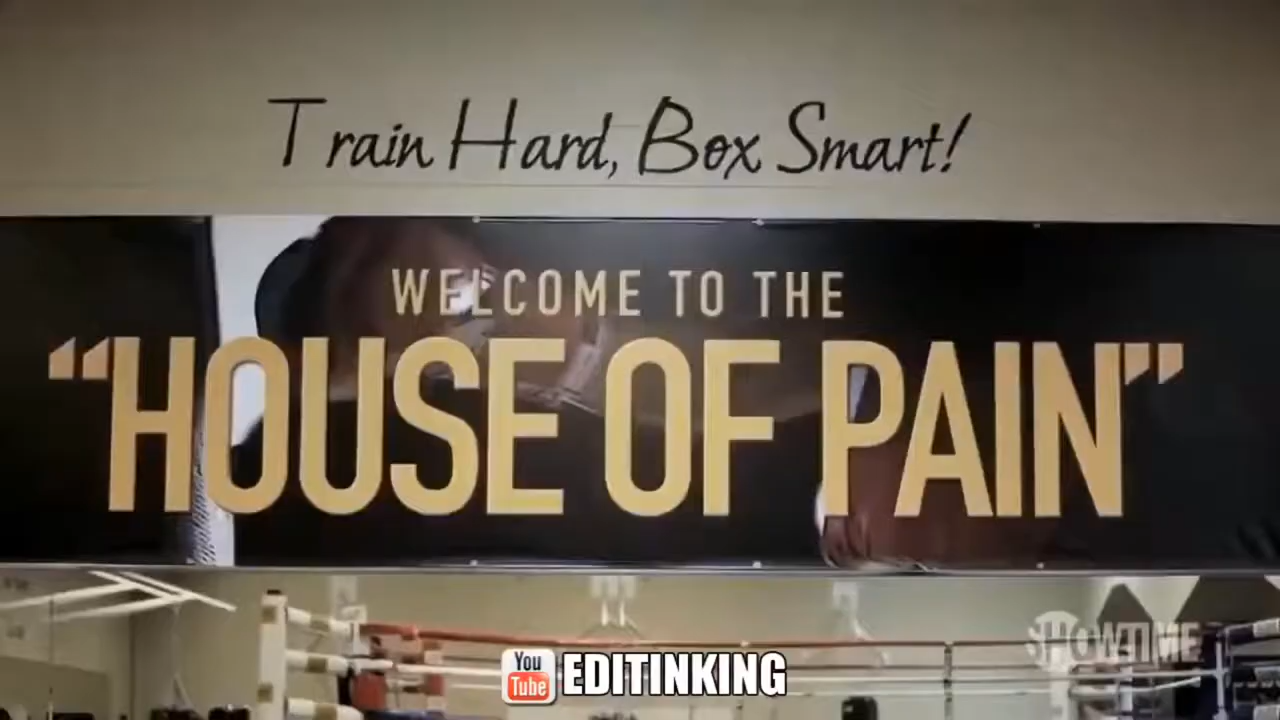 Train Hard, Box Smart!
WELCOME TO THE
"HOUSE OF PAIN"
SHOWTIME
You
Tube
EDITINKING